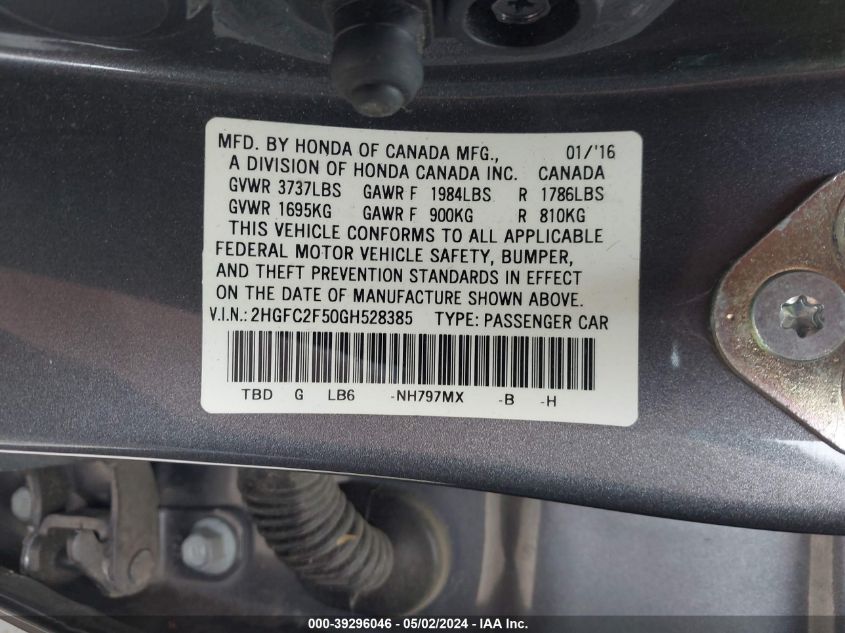 MFD. BY HONDA OF CANADA MFG., 01/'16
A DIVISION OF HONDA CANADA INC. CANADA
GVWR 3737LBS GAWR F 1984LBS R 1786LBS
GVWR 1695KG GAWR F 900KG R 810KG
THIS VEHICLE CONFORMS TO ALL APPLICABLE
FEDERAL MOTOR VEHICLE SAFETY, BUMPER,
AND THEFT PREVENTION STANDARDS IN EFFECT
ON THE DATE OF MANUFACTURE SHOWN ABOVE.
V.I.N.: 2HGFC2F50GH528385 TYPE: PASSENGER CAR
TBD G LB6 -NH797MX -B -H
000-39296046 - 05/02/2024 - IAA Inc.